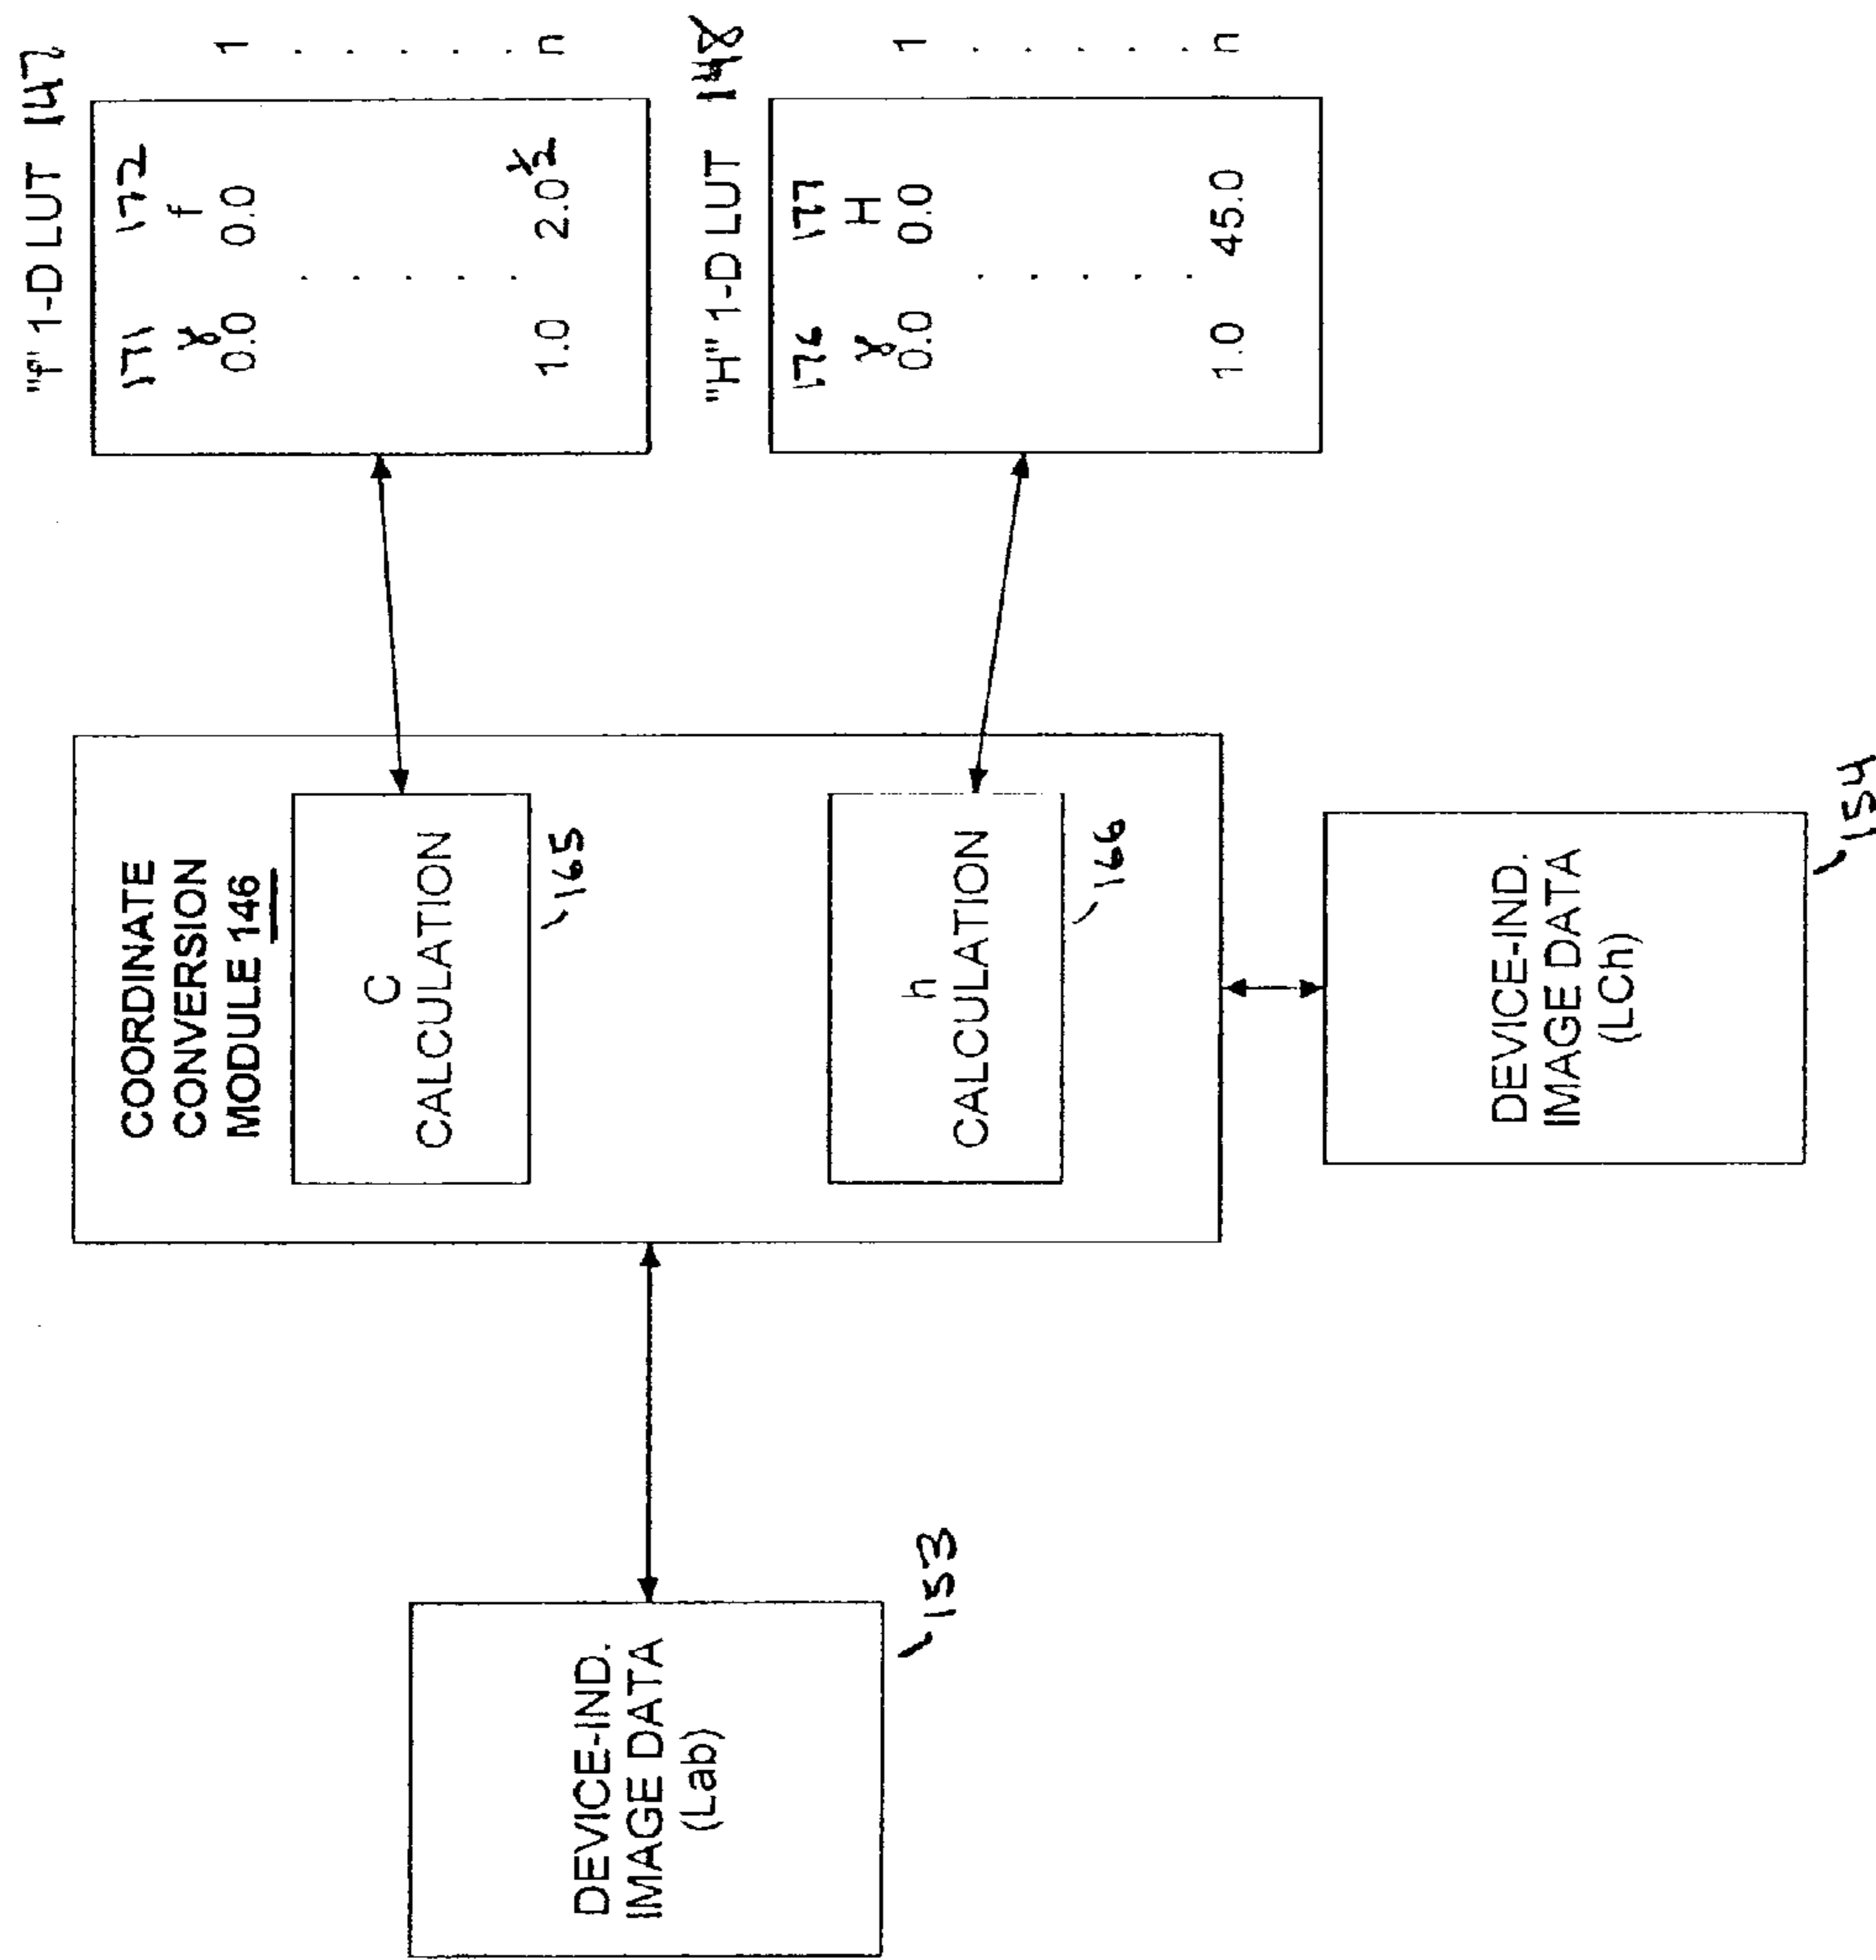 "f" 1-D LUT 147
171 172
γ f
0.0 0.0 1
1.0 2.0^½ n
"H" 1-D LUT 148
176 177
γ H
0.0 0.0 1
1.0 45.0 n
COORDINATE
CONVERSION
MODULE 146
C
CALCULATION
165
h
CALCULATION
166
DEVICE-IND.
IMAGE DATA
(Lab)
153
DEVICE-IND.
IMAGE DATA
(LCh)
154